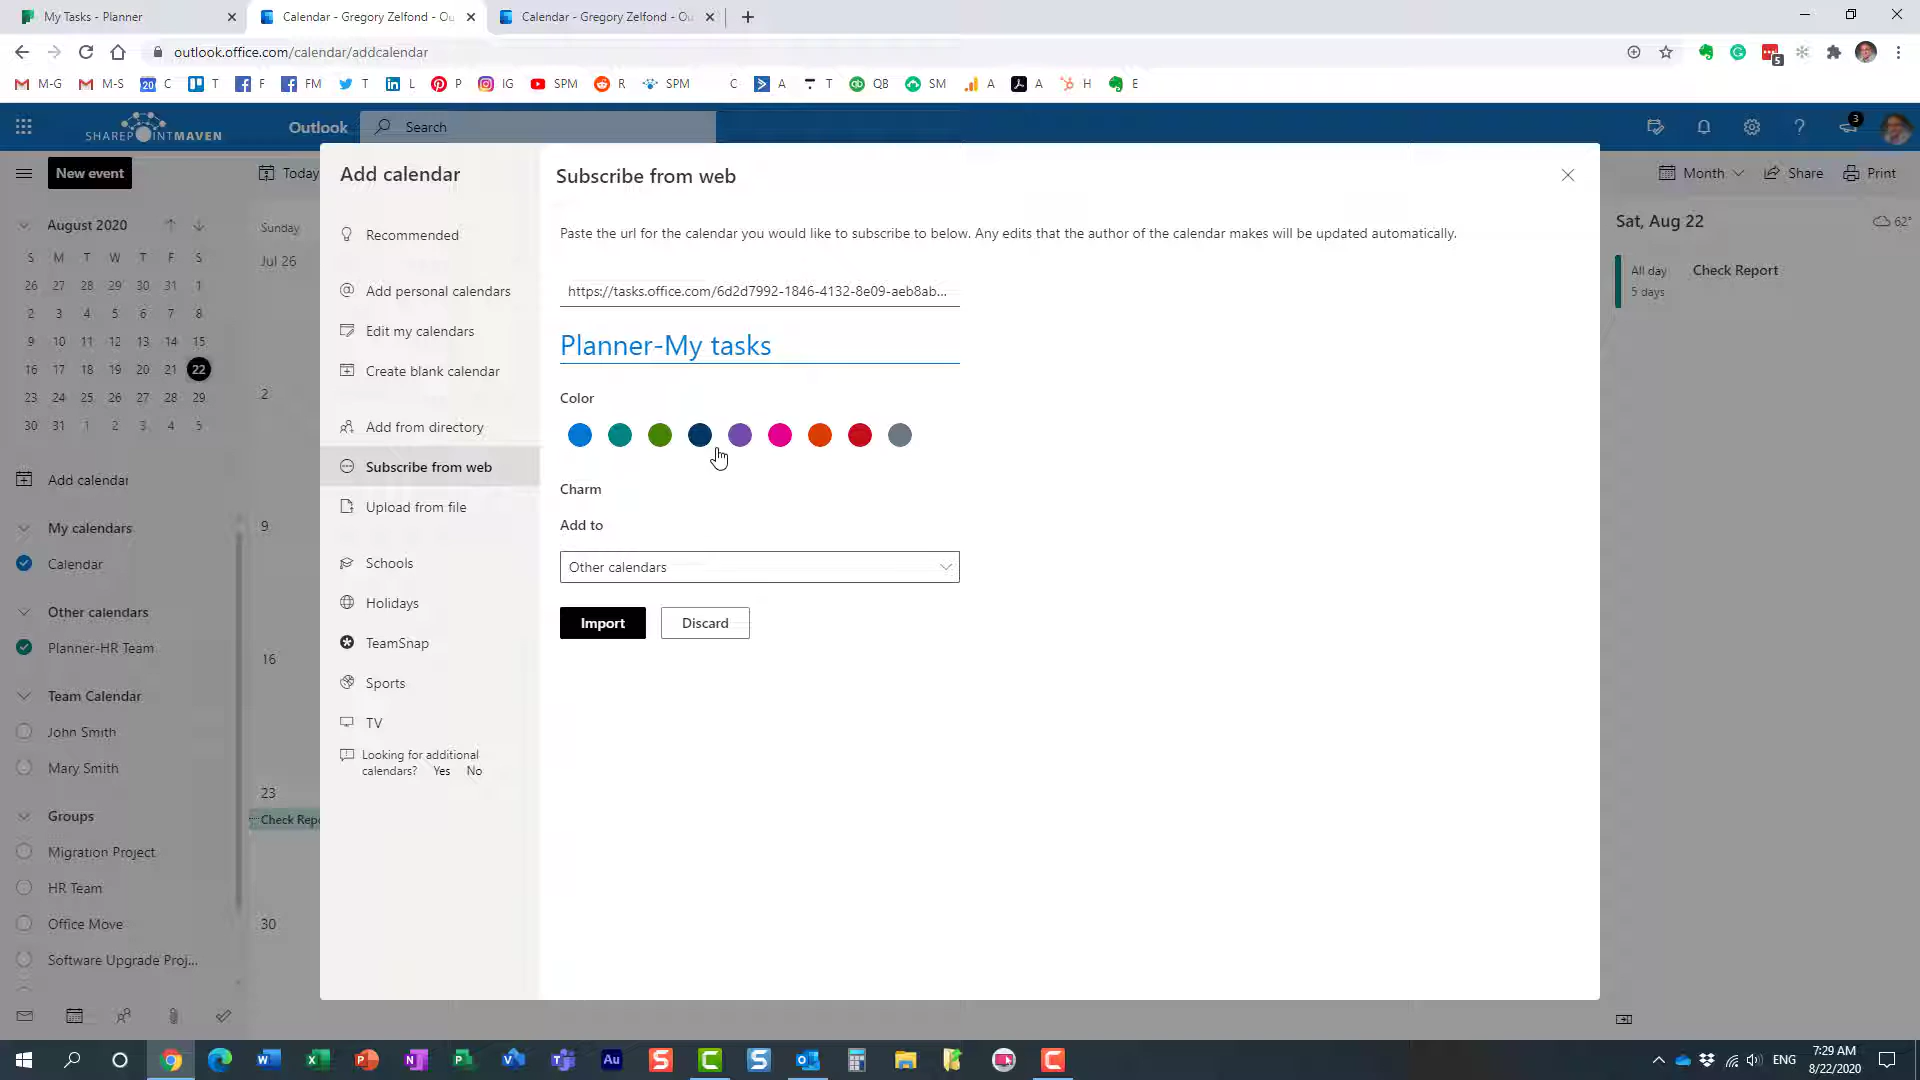 My Tasks - Planner
Calendar - Gregory Zelfond - Ou
Calendar - Gregory Zelfond - Ou
outlook.office.com/calendar/addcalendar
5
M-G
M-S
20
C
T
F
FM
T
L
P
IG
SPM
R
SPM
C
A
T
QB
SM
A
A
H
E
SHAREPOINTMAVEN
Outlook
Search
3
New event
Today
Month
Share
Print
August 2020
S M T W T F S
26 27 28 29 30 31 1
2 3 4 5 6 7 8
9 10 11 12 13 14 15
16 17 18 19 20 21 22
23 24 25 26 27 28 29
30 31 1 2 3 4 5
Add calendar
My calendars
Calendar
Other calendars
Planner-HR Team
Team Calendar
John Smith
Mary Smith
Groups
Migration Project
HR Team
Office Move
Software Upgrade Proj...
Sunday
Jul 26
2
9
16
23
Check Repo
30
Add calendar
Recommended
Add personal calendars
Edit my calendars
Create blank calendar
Add from directory
Subscribe from web
Upload from file
Schools
Holidays
TeamSnap
Sports
TV
Looking for additional
calendars? Yes No
Subscribe from web
Paste the url for the calendar you would like to subscribe to below. Any edits that the author of the calendar makes will be updated automatically.
https://tasks.office.com/6d2d7992-1846-4132-8e09-aeb8ab...
Planner-My tasks
Color
Charm
Add to
Other calendars
Import
Discard
Sat, Aug 22
62°
All day
5 days
Check Report
Au
ENG
7:29 AM
8/22/2020